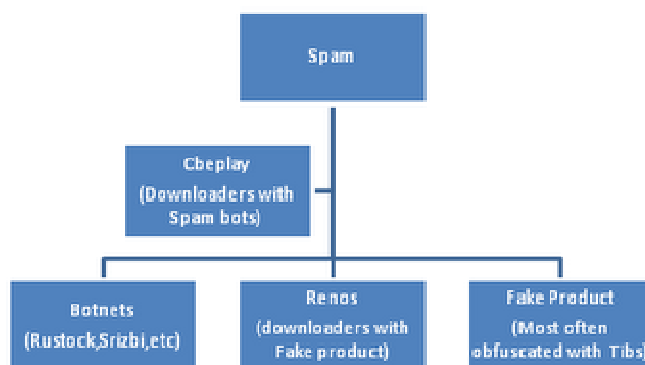 Spam
Cbeplay
(Downloaders with
Spam bots)
Botnets
(Rustock,Srizbi,etc)
Renos
(downloaders with
Fake product)
Fake Product
(Most often
obfuscated with Tibs)